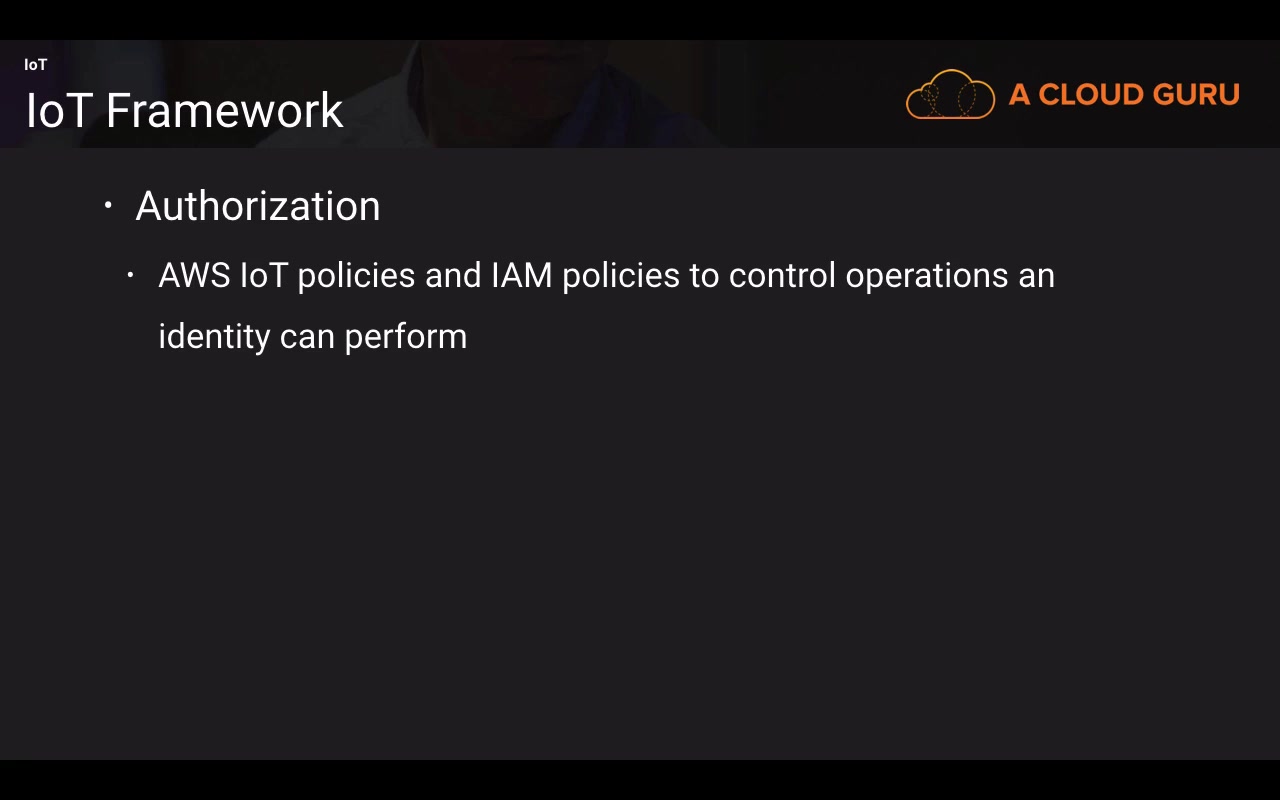 IoT
IoT Framework
A CLOUD GURU
• Authorization
• AWS IoT policies and IAM policies to control operations an
identity can perform